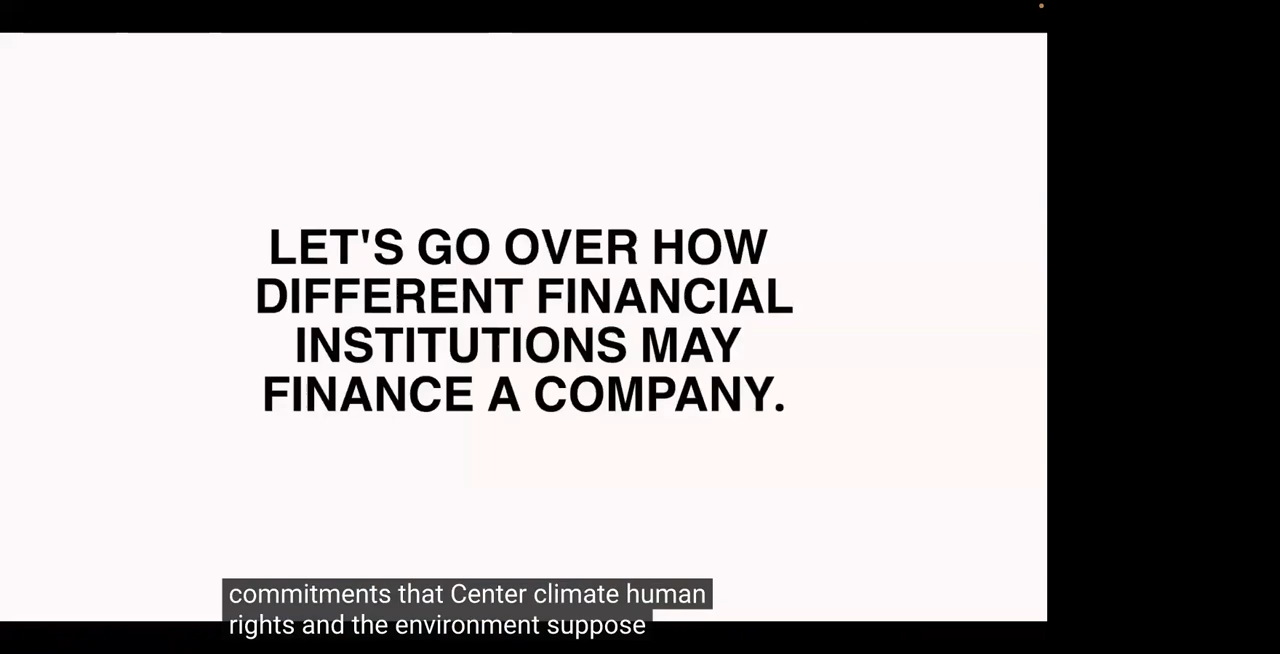 LET'S GO OVER HOW
DIFFERENT FINANCIAL
INSTITUTIONS MAY
FINANCE A COMPANY.
commitments that Center climate human
rights and the environment suppose